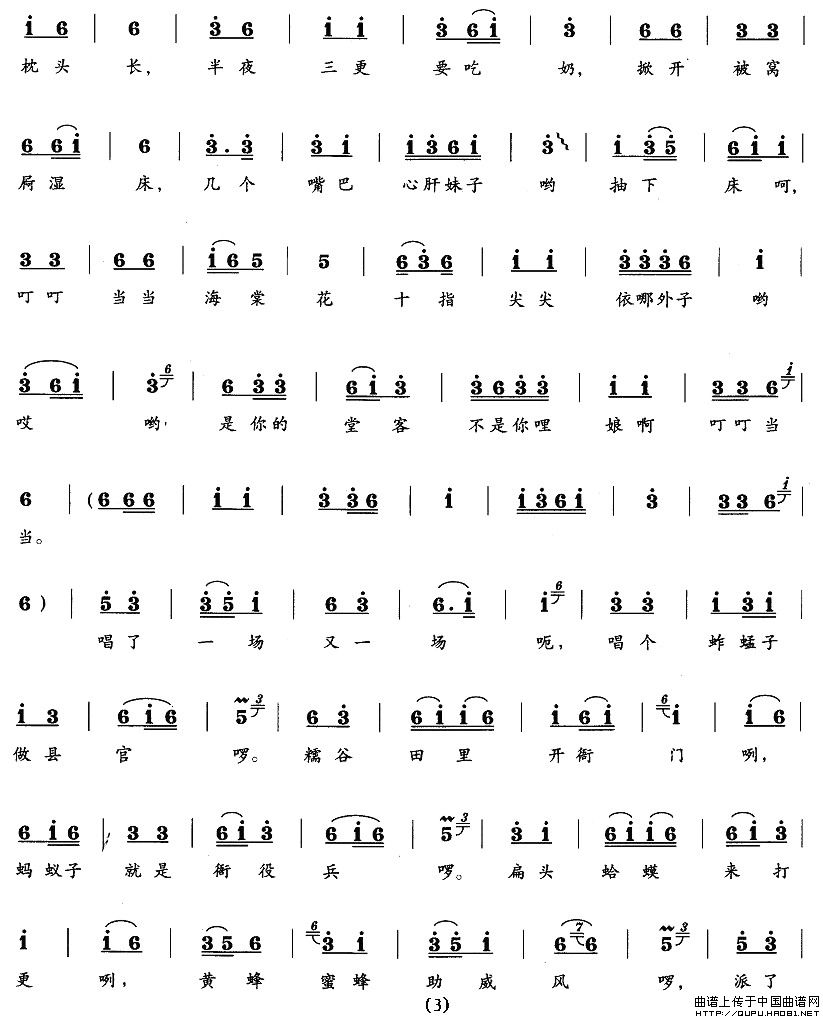 枕头 长, 半夜 三更 要吃 奶, 掀开 被窝
屙湿 床, 几个 嘴巴 心肝妹子 哟 抽下 床呵,
叮叮 当当 海棠 花 十指 尖尖 依哪外子 哟
哎 哟: 是你的 堂客 不是你哩 娘啊 叮叮当
当。
唱了 一场 又一 场 呃, 唱个 蚱蜢子
做县 官 啰。 糯谷 田里 开衙 门 咧,
蚂蚁子 就是 衙役 兵 啰。 扁头 蛤蟆 来打
更 咧, 黄蜂 蜜蜂 助威 风 啰, 派了
(3)
曲谱上传于中国曲谱网
HTTP://QUPU.HAO81.NET